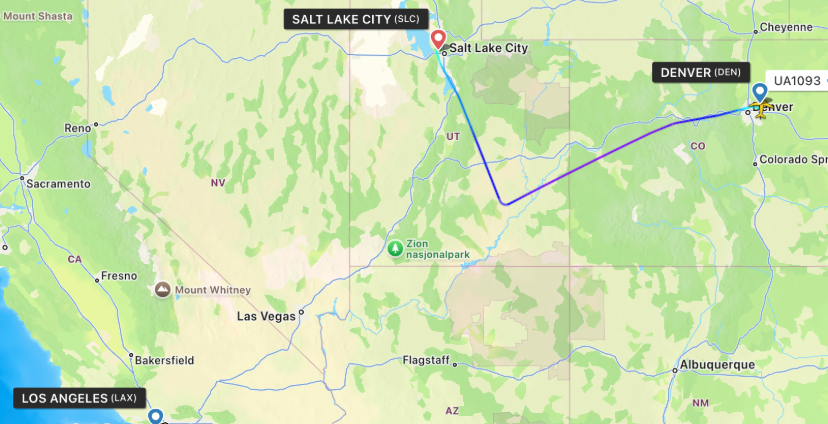 Mount Shasta
SALT LAKE CITY (SLC)
Cheyenne
Salt Lake City
DENVER (DEN)
UA1093
Denver
Reno
UT
CO
Colorado Spr
Sacramento
NV
Zion
nasjonalpark
CA
Fresno
Mount Whitney
Las Vegas
Bakersfield
Flagstaff
Albuquerque
LOS ANGELES (LAX)
AZ
NM